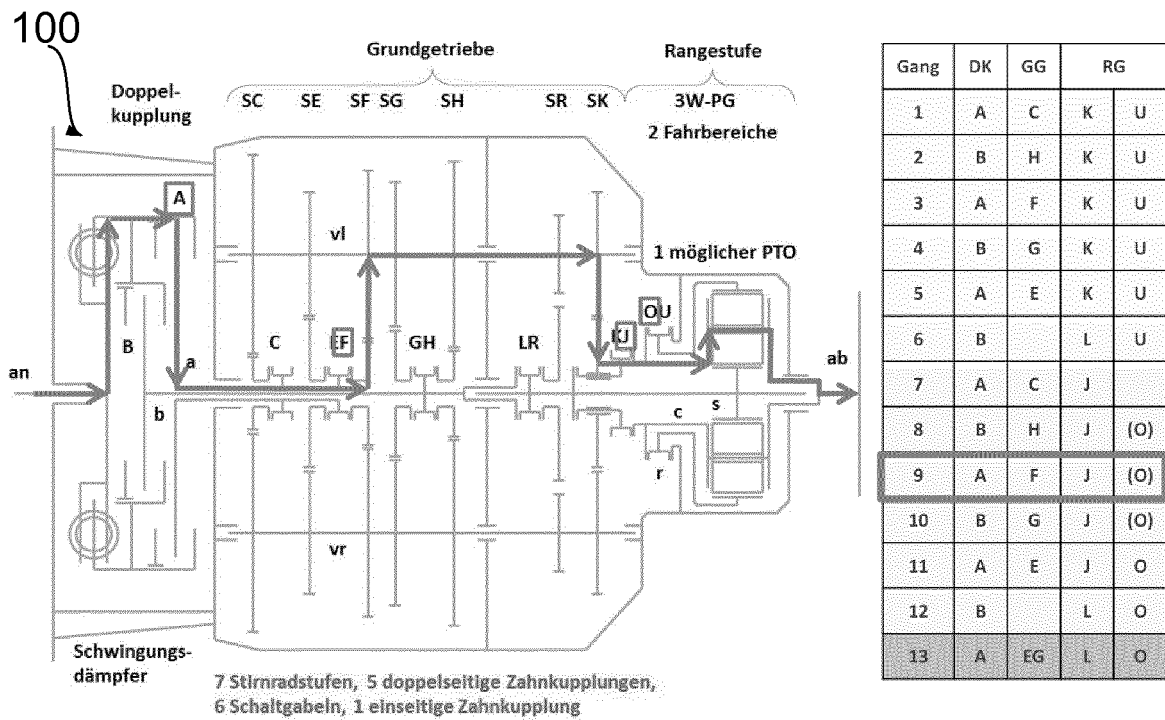 100
Grundgetriebe
Rangestufe
Doppel-
kupplung
SC SE SF SG SH SR SK
3W-PG
2 Fahrbereiche
A
vl
1 möglicher PTO
OU
KJ
B
a
C
EF
GH
LR
an
ab
b
c
s
r
vr
Schwingungs-
dämpfer
7 Stirnradstufen, 5 doppelseitige Zahnkupplungen,
6 Schaltgabeln, 1 einseitige Zahnkupplung
Gang DK GG RG
1 A C K U
2 B H K U
3 A F K U
4 B G K U
5 A E K U
6 B L U
7 A C J
8 B H J (O)
9 A F J (O)
10 B G J (O)
11 A E J O
12 B L O
13 A EG L O